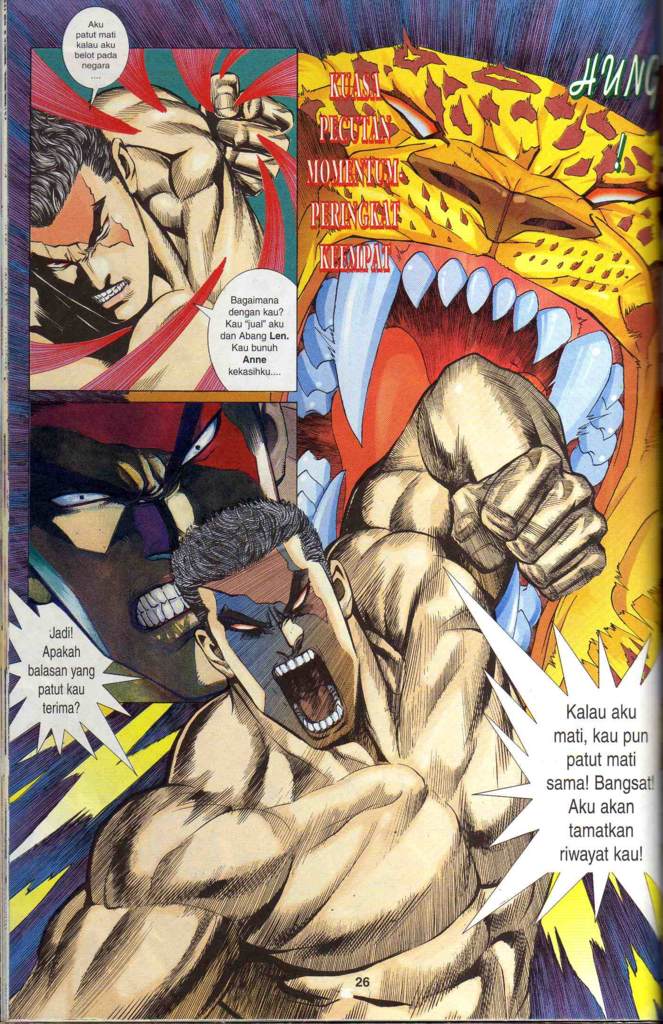 Aku
patut mati
kalau aku
belot pada
negara
....
KUASA
PECUTAN
MOMENTUM
PERINGKAT
KEEMPAT
HUNG
!
Bagaimana
dengan kau?
Kau "jual" aku
dan Abang Len.
Kau bunuh
Anne
kekasihku....
Jadi!
Apakah
balasan yang
patut kau
terima?
Kalau aku
mati, kau pun
patut mati
sama! Bangsat!
Aku akan
tamatkan
riwayat kau!
26